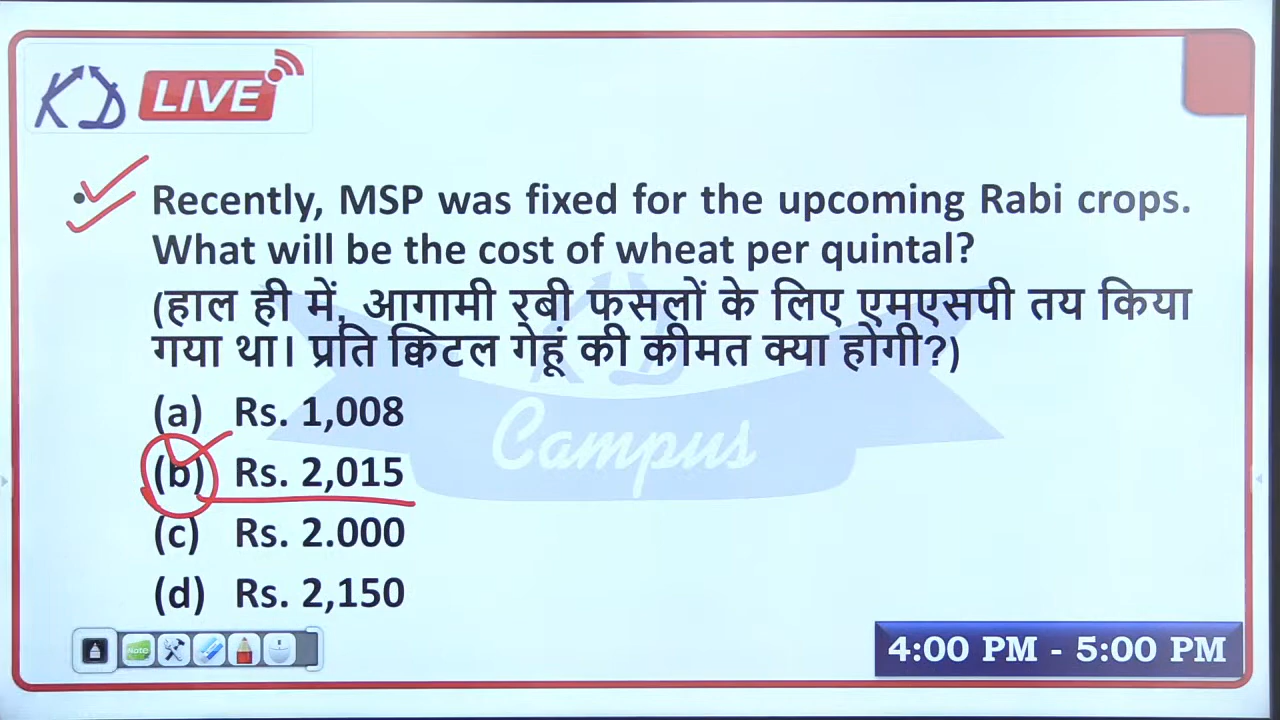 KD LIVE
• Recently, MSP was fixed for the upcoming Rabi crops.
What will be the cost of wheat per quintal?
(हाल ही में, आगामी रबी फसलों के लिए एमएसपी तय किया
गया था। प्रति क्विटल गेहूं की कीमत क्या होगी?)
Campus
(a) Rs. 1,008
(b) Rs. 2,015
(c) Rs. 2.000
(d) Rs. 2,150
Note
4:00 PM - 5:00 PM